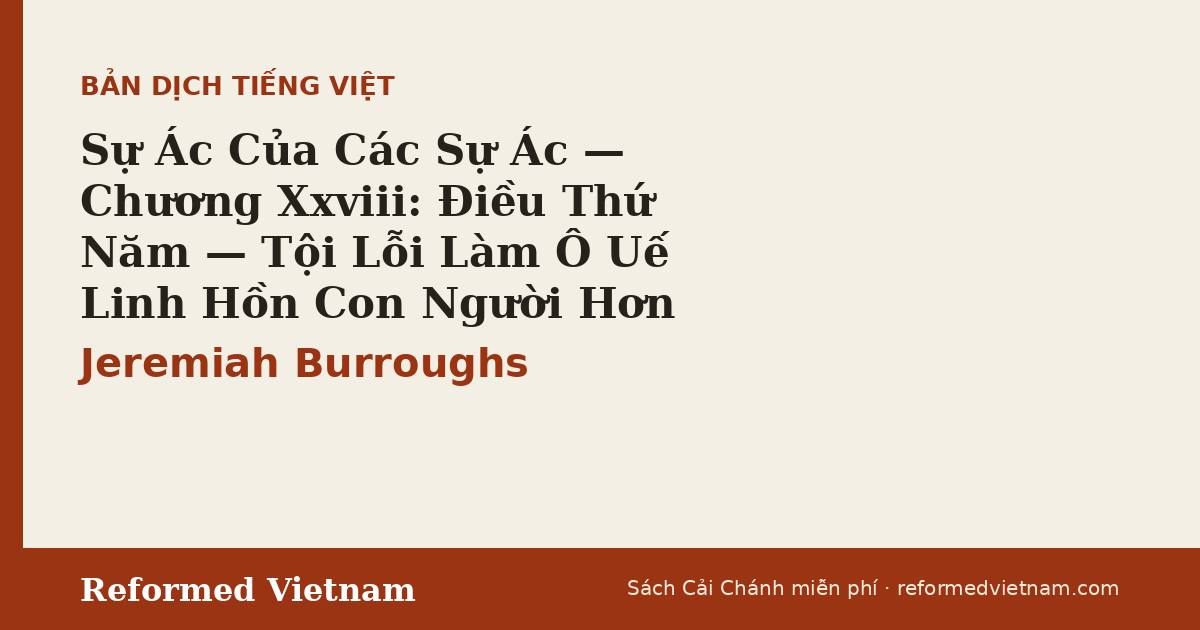 BẢN DỊCH TIẾNG VIỆT
Sự Ác Của Các Sự Ác —
Chương Xxviii: Điều Thứ
Năm — Tội Lỗi Làm Ô Uế
Linh Hồn Con Người Hơn
Jeremiah Burroughs
Reformed Vietnam
Sách Cải Chánh miễn phí · reformedvietnam.com